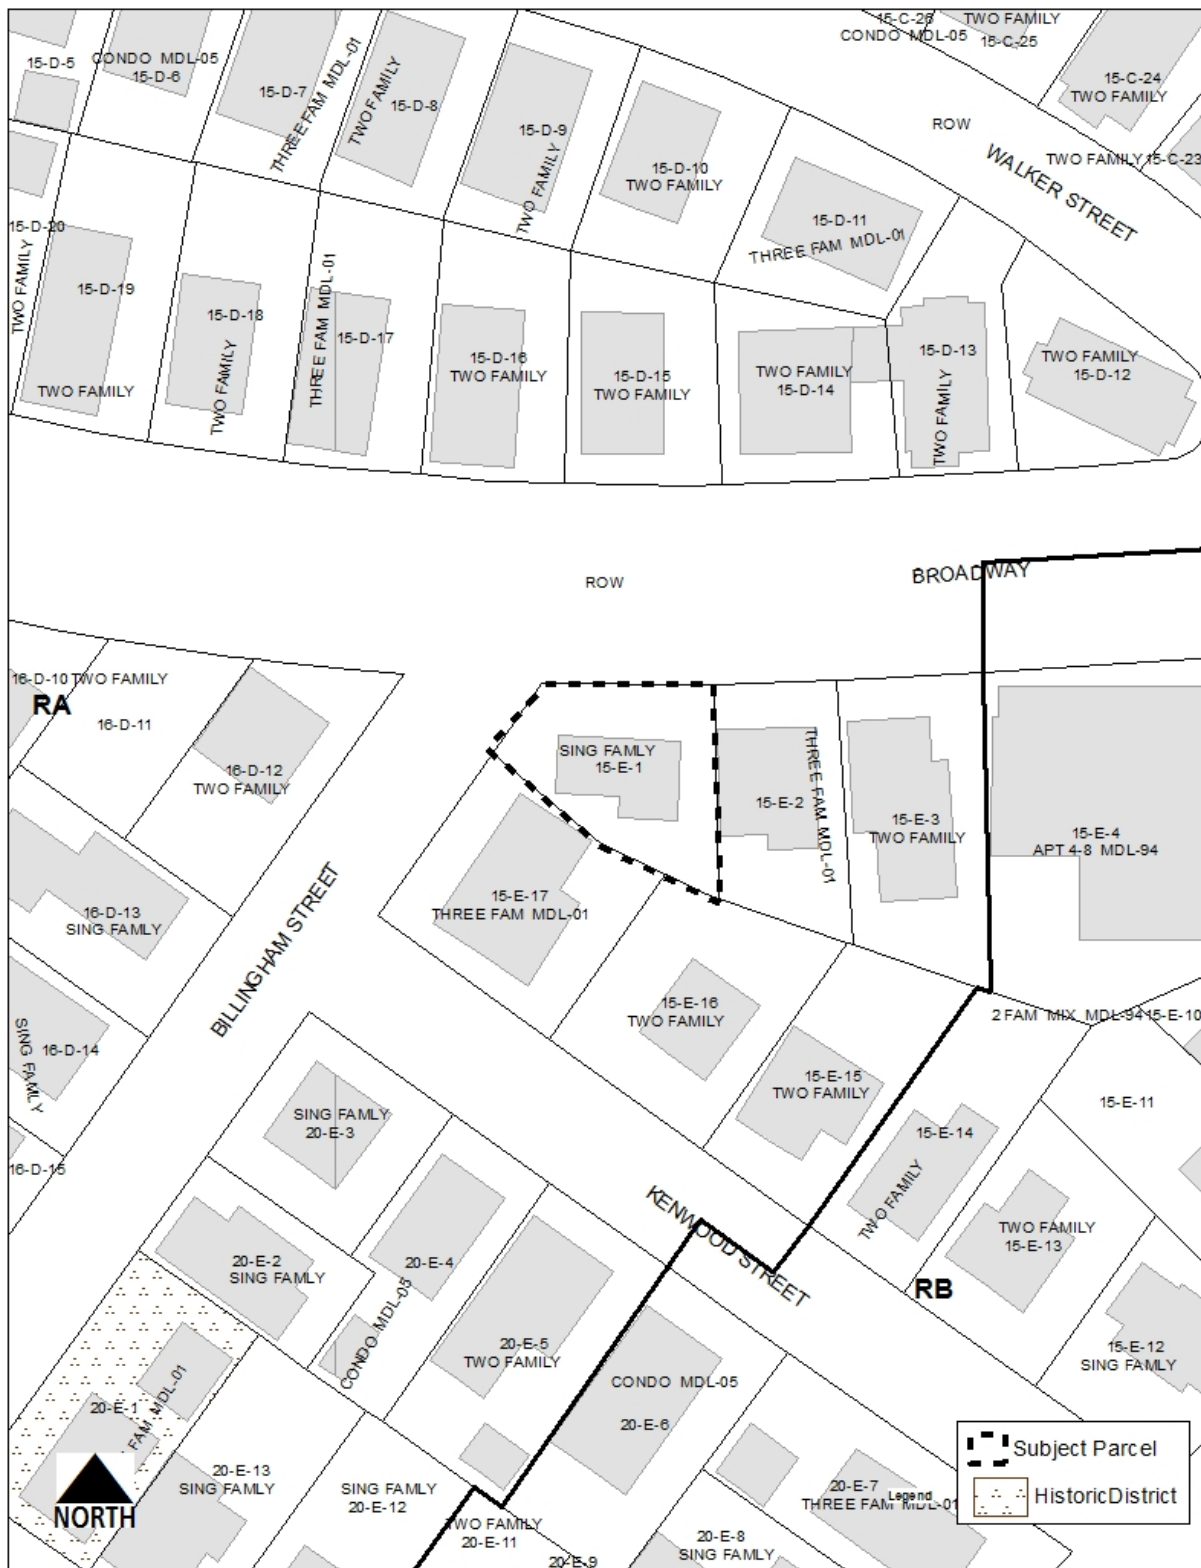 15-C-26
TWO FAMILY
CONDO MDL-05
15-C-25
15-D-5
CONDO MDL-05
15-D-6
15-D-7
THREE FAM MDL-01
TWO FAMILY
15-D-8
15-D-9
TWO FAMILY
15-D-10
TWO FAMILY
15-C-24
TWO FAMILY
ROW
WALKER STREET
TWO FAMILY
15-C-23
15-D-11
THREE FAM MDL-01
15-D-20
TWO FAMILY
15-D-19
TWO FAMILY
15-D-18
TWO FAMILY
THREE FAM MDL-01
15-D-17
15-D-16
TWO FAMILY
15-D-15
TWO FAMILY
TWO FAMILY
15-D-14
15-D-13
TWO FAMILY
TWO FAMILY
15-D-12
ROW
BROADWAY
16-D-10
TWO FAMILY
RA
16-D-11
16-D-12
TWO FAMILY
SING FAMLY
15-E-1
15-E-2
THREE FAM MDL-01
15-E-3
TWO FAMILY
15-E-4
APT 4-8 MDL-94
15-E-17
THREE FAM MDL-01
16-D-13
SING FAMILY
BILLINGHAM STREET
16-D-14
SING FAMILY
15-E-16
TWO FAMILY
15-E-15
TWO FAMILY
2 FAM MIX MDL-94
15-E-10
15-E-11
15-E-14
TWO FAMILY
TWO FAMILY
15-E-13
16-D-15
SING FAMLY
20-E-3
KENWOOD STREET
20-E-2
SING FAMLY
20-E-4
CONDO MDL-05
20-E-5
TWO FAMILY
RB
15-E-12
SING FAMLY
CONDO MDL-05
20-E-6
20-E-1
FAM MDL-01
20-E-13
SING FAMILY
SING FAMILY
20-E-12
TWO FAMILY
20-E-11
20-E-9
20-E-8
SING FAMILY
20-E-7
THREE FAM MDL-01
Legend
Subject Parcel
HistoricDistrict
NORTH